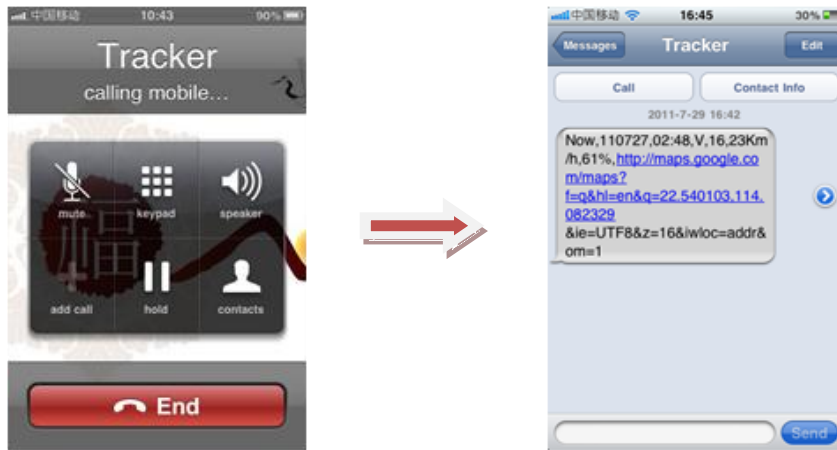 中国移动 10:43 90%
Tracker
calling mobile...
mute keypad speaker
福
add call hold contacts
End
中国移动 16:45 30%
Messages Tracker Edit
Call Contact Info
2011-7-29 16:42
Now,110727,02:48,V,16,23Km
/h,61%,http://maps.google.co
m/maps?
f=q&hl=en&q=22.540103,114.
082329
&ie=UTF8&z=16&iwloc=addr&
om=1
Send